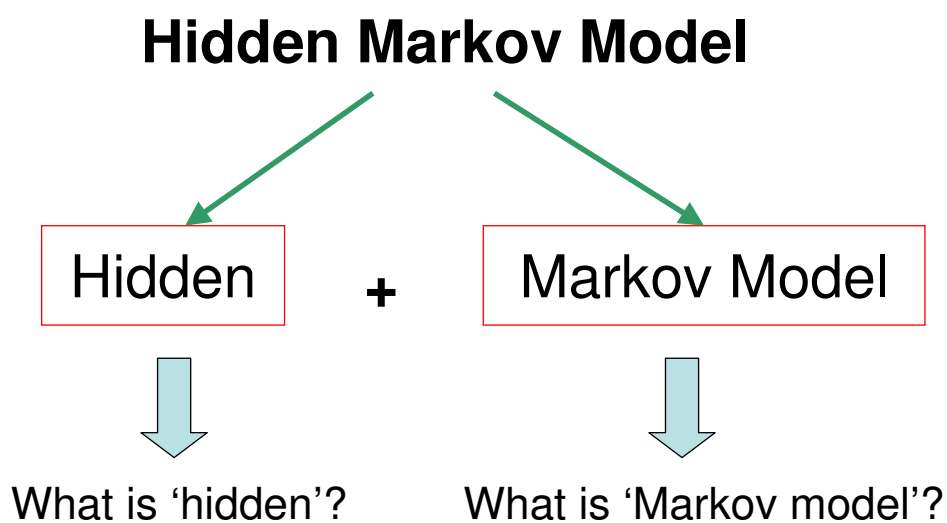 Hidden Markov Model
Hidden + Markov Model
What is ‘hidden’? What is ‘Markov model’?